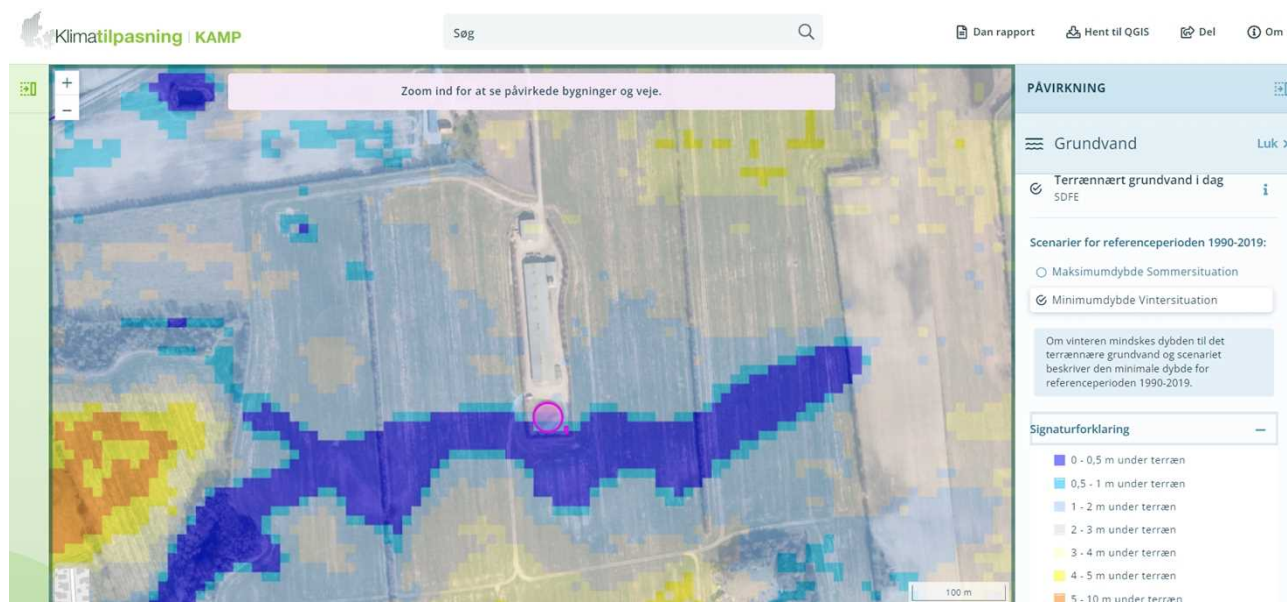 Klimatilpasning | KAMP
Søg
Dan rapport
Hent til QGIS
Del
Om
+
−
Zoom ind for at se påvirkede bygninger og veje.
PÅVIRKNING
Grundvand
Luk
Terrænnært grundvand i dag
SDFE
Scenarier for referenceperioden 1990-2019:
Maksimumdybde Sommersituation
Minimumdybde Vintersituation
Om vinteren mindskes dybden til det
terrænnære grundvand og scenariet
beskriver den minimale dybde for
referenceperioden 1990-2019.
Signaturforklaring
0 - 0,5 m under terræn
0,5 - 1 m under terræn
1 - 2 m under terræn
2 - 3 m under terræn
3 - 4 m under terræn
4 - 5 m under terræn
5 - 10 m under terræn
100 m